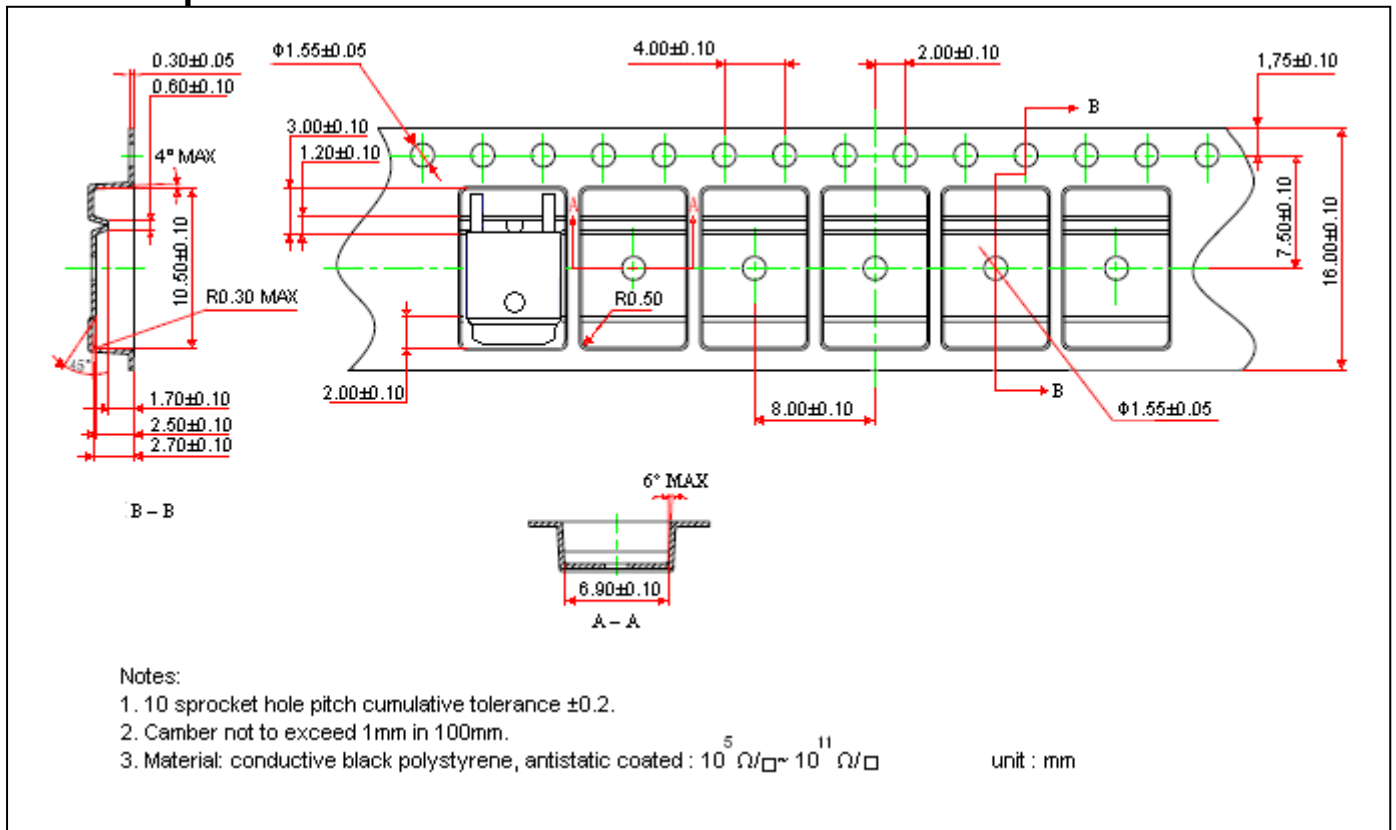 0.30±0.05
Φ1.55±0.05
4.00±0.10
2.00±0.10
1,75±0.10
0.60±0.10
B
3.00±0.10
1.20±0.10
4° MAX
A
A
10.50±0.10
7.50±0.10
16.00±0.10
R0.30 MAX
R0.50
45°
2.00±0.10
1.70±0.10
8.00±0.10
B
Φ1.55±0.05
2.50±0.10
2.70±0.10
6° MAX
B – B
6.90±0.10
A – A
Notes:
1. 10 sprocket hole pitch cumulative tolerance ±0.2.
2. Camber not to exceed 1mm in 100mm.
3. Material: conductive black polystyrene, antistatic coated : 10⁵ Ω/□~ 10¹¹ Ω/□ unit : mm